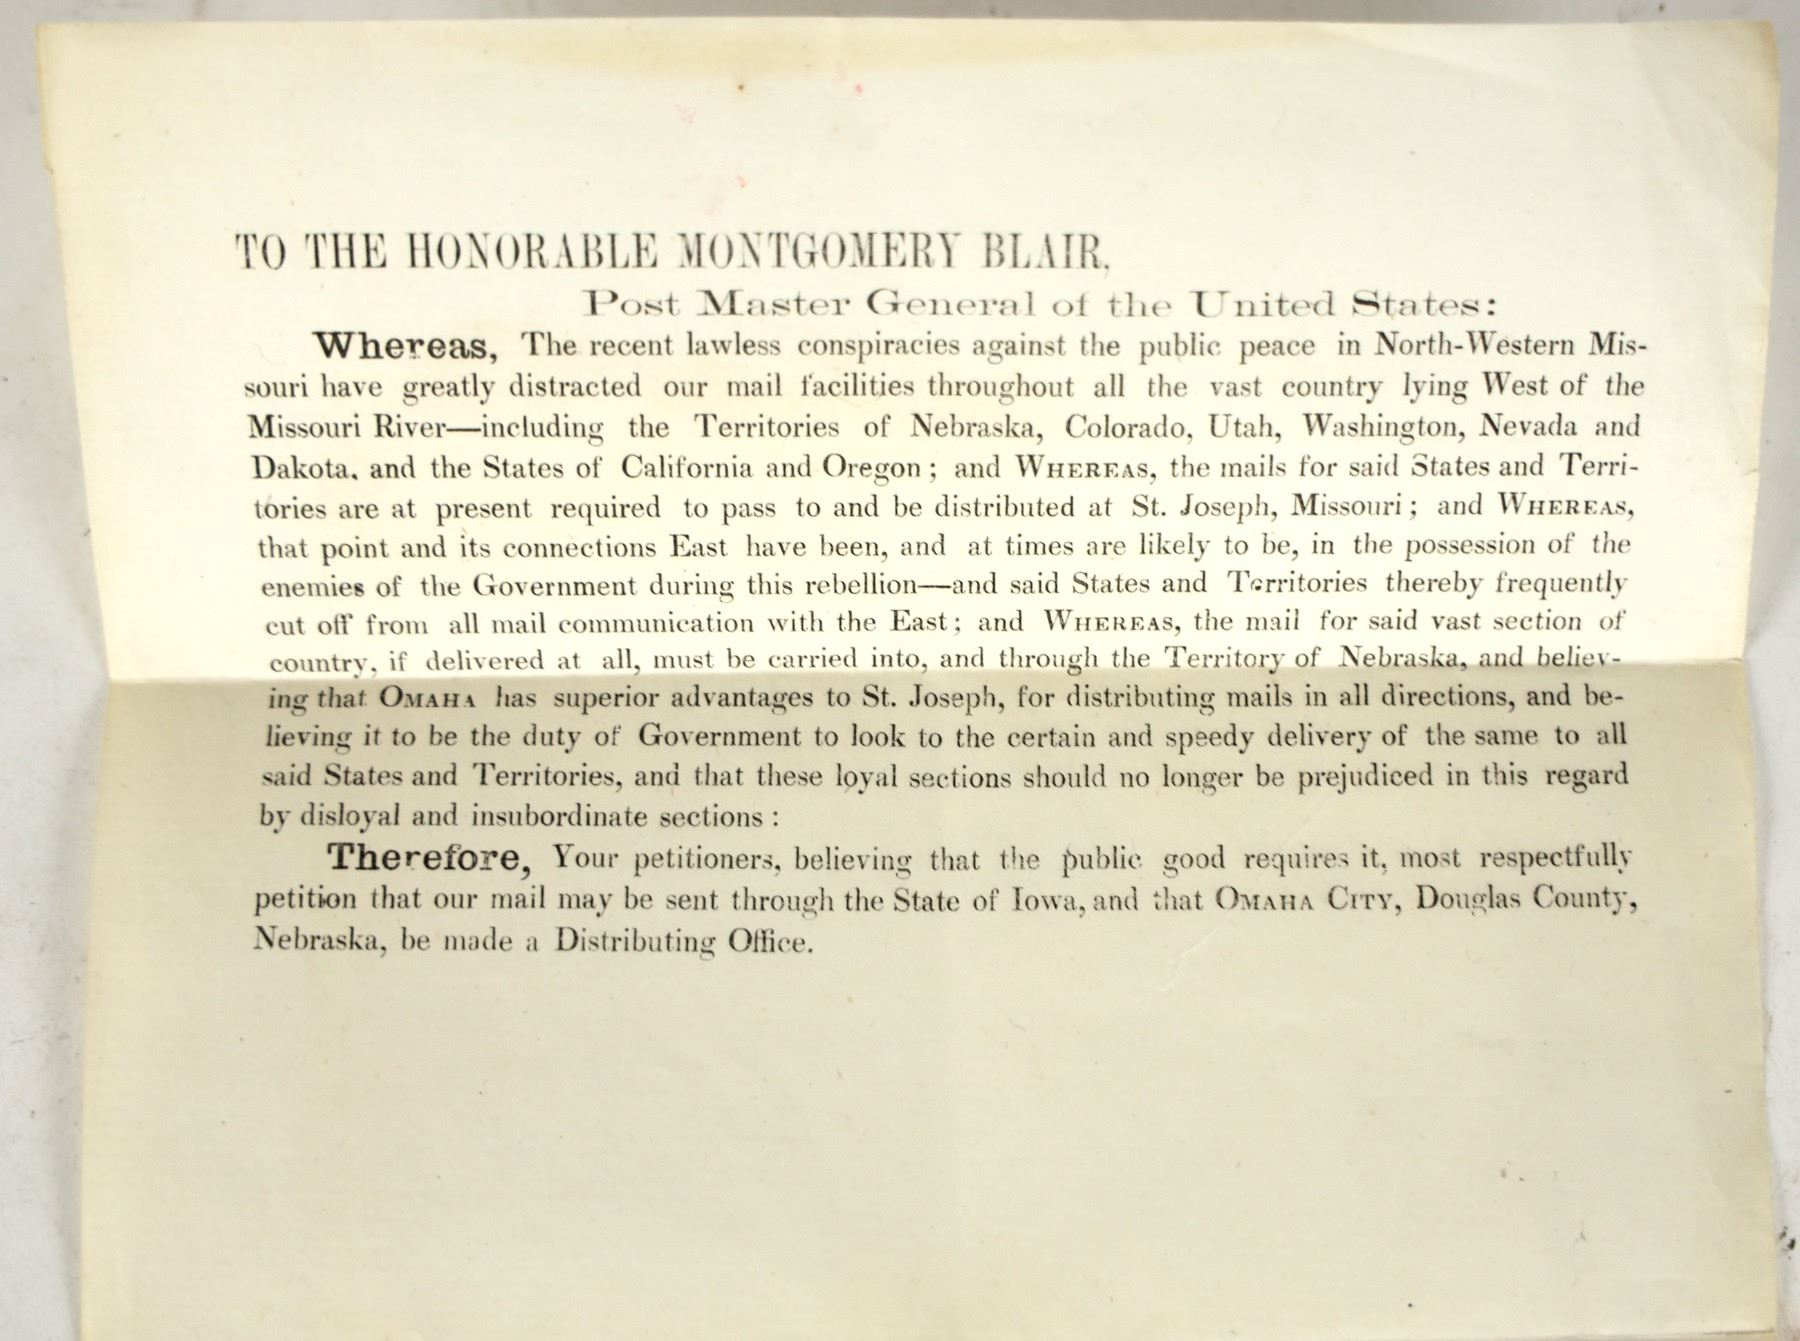 TO THE HONORABLE MONTGOMERY BLAIR.
Post Master General of the United States:
Whereas, The recent lawless conspiracies against the public peace in North-Western Mis-
souri have greatly distracted our mail facilities throughout all the vast country lying West of the
Missouri River—including the Territories of Nebraska, Colorado, Utah, Washington, Nevada and
Dakota, and the States of California and Oregon; and WHEREAS, the mails for said States and Terri-
tories are at present required to pass to and be distributed at St. Joseph, Missouri; and WHEREAS,
that point and its connections East have been, and at times are likely to be, in the possession of the
enemies of the Government during this rebellion—and said States and Territories thereby frequently
cut off from all mail communication with the East; and WHEREAS, the mail for said vast section of
country, if delivered at all, must be carried into, and through the Territory of Nebraska, and believ-
ing that OMAHA has superior advantages to St. Joseph, for distributing mails in all directions, and be-
lieving it to be the duty of Government to look to the certain and speedy delivery of the same to all
said States and Territories, and that these loyal sections should no longer be prejudiced in this regard
by disloyal and insubordinate sections:
Therefore, Your petitioners, believing that the public good requires it, most respectfully
petition that our mail may be sent through the State of Iowa, and that OMAHA CITY, Douglas County,
Nebraska, be made a Distributing Office.